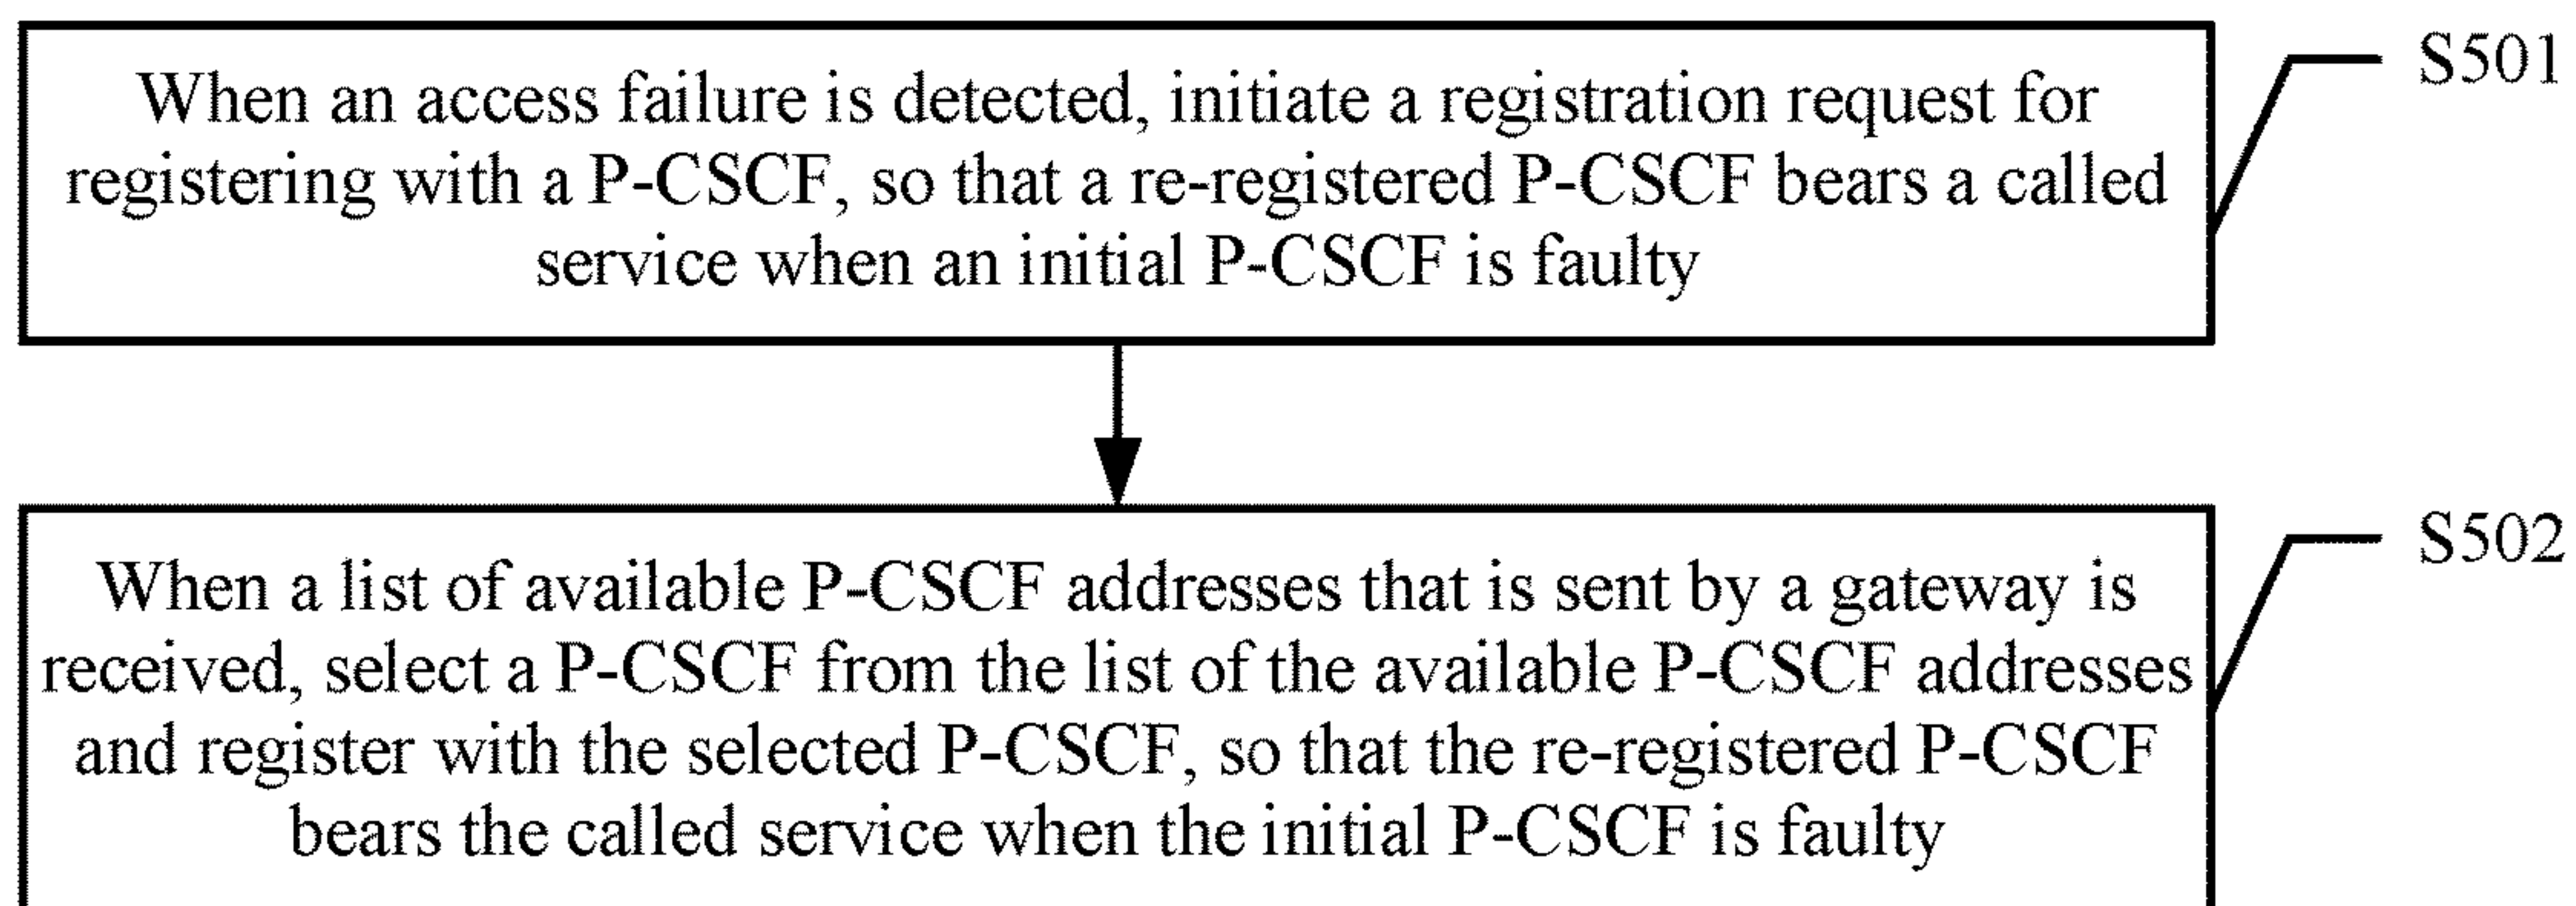 When an access failure is detected, initiate a registration request for
registering with a P-CSCF, so that a re-registered P-CSCF bears a called
service when an initial P-CSCF is faulty
S501
When a list of available P-CSCF addresses that is sent by a gateway is
received, select a P-CSCF from the list of the available P-CSCF addresses
and register with the selected P-CSCF, so that the re-registered P-CSCF
bears the called service when the initial P-CSCF is faulty
S502